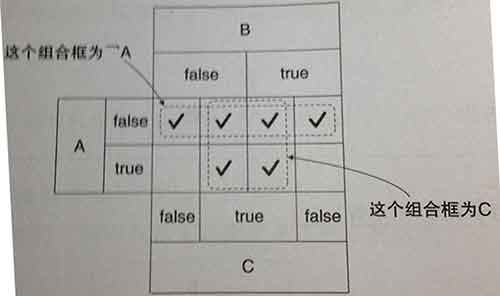 B
这个组合框为¬A
false true
false ✓ ✓ ✓ ✓
A
true ✓ ✓
false true false
这个组合框为C
C